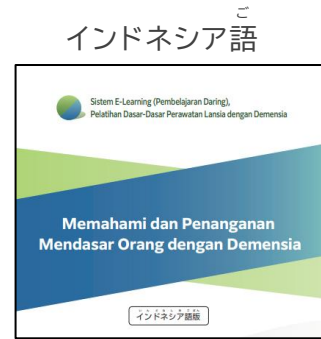 ご
インドネシア語
Sistem E-Learning (Pembelajaran Daring),
Pelatihan Dasar-Dasar Perawatan Lansia dengan Demensia
Memahami dan Penanganan
Mendasar Orang dengan Demensia
インドネシア語版